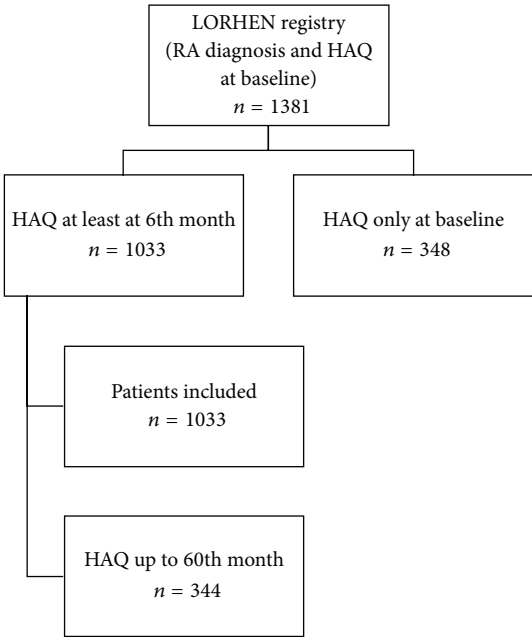 LORHEN registry
(RA diagnosis and HAQ
at baseline)
n = 1381
HAQ at least at 6th month
n = 1033
HAQ only at baseline
n = 348
Patients included
n = 1033
HAQ up to 60th month
n = 344